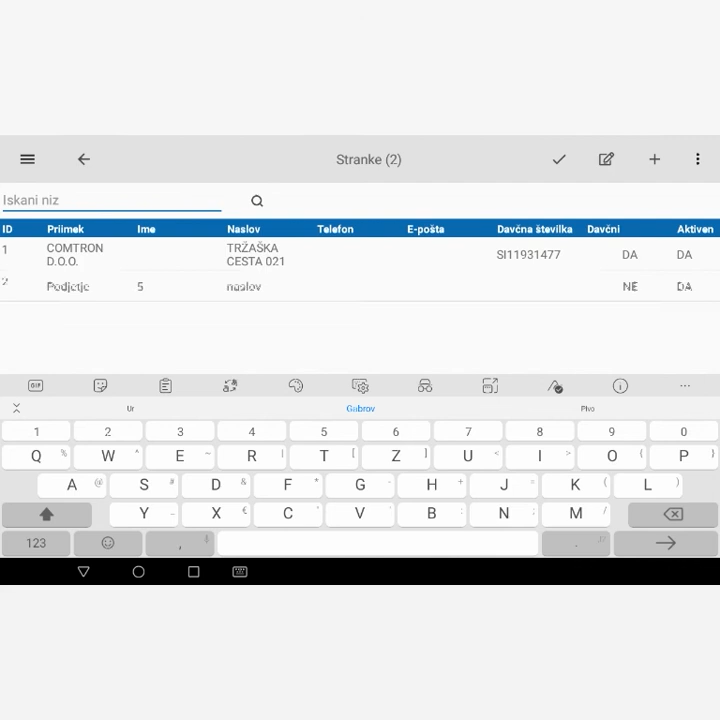 Stranke (2)
Iskani niz
ID Priimek Ime Naslov Telefon E-pošta Davčna številka Davčni Aktiven
1 COMTRON D.O.O. TRŽAŠKA CESTA 021 SI11931477 DA DA
2 Podjetje 5 naslov NE DA
GIF
Ur Gabrov Pivo
1 2 3 4 5 6 7 8 9 0
Q % W ^ E ~ R | T [ Z ] U < I > O { P }
A @ S # D & F * G - H + J = K ( L )
Y _ X € C " V ' B : N ; M /
123 , . !?